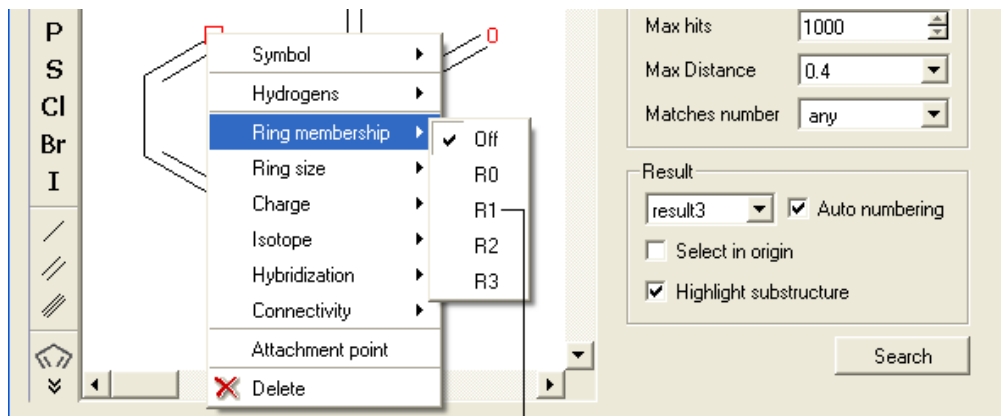 P
S
Cl
Br
I
O
Symbol
Hydrogens
Ring membership
Ring size
Charge
Isotope
Hybridization
Connectivity
Attachment point
Delete
Off
R0
R1
R2
R3
Max hits 1000
Max Distance 0.4
Matches number any
Result
result3 Auto numbering
Select in origin
Highlight substructure
Search